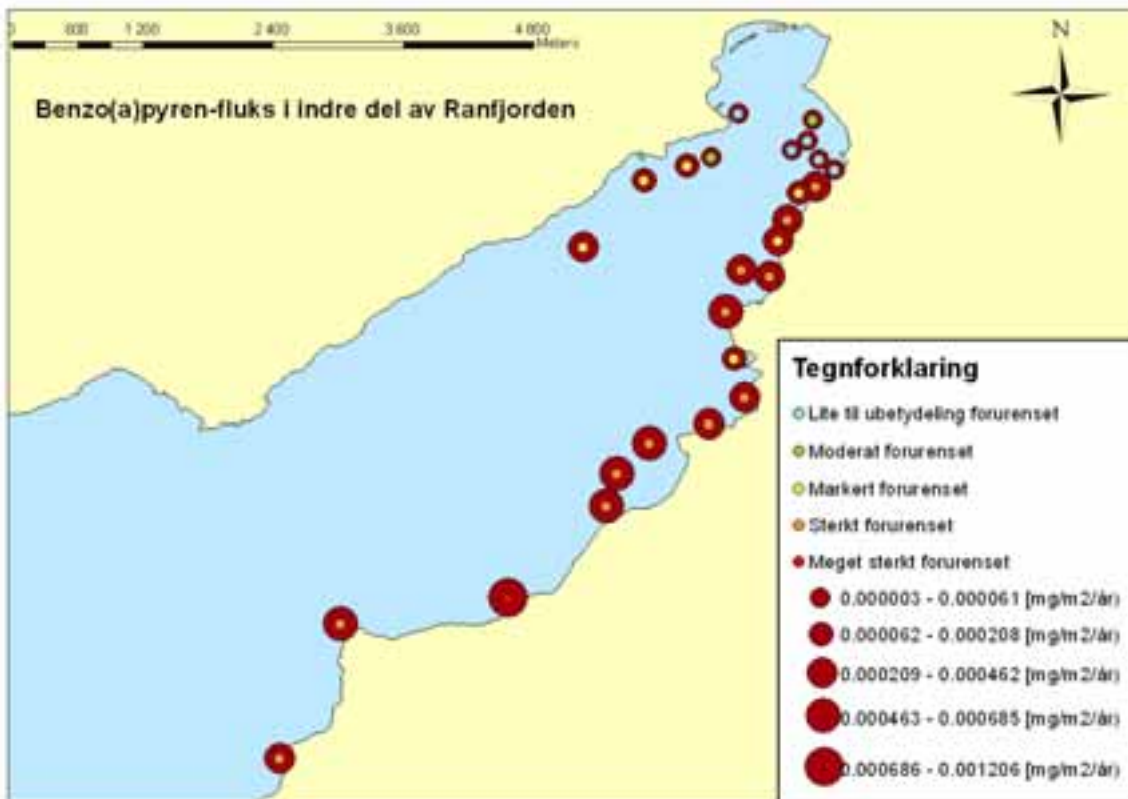 0 600 1 200 2 400 3 600 4 800
Meters
N
Benzo(a)pyren-fluks i indre del av Ranfjorden
Tegnforklaring
Lite til ubetydeling forurenset
Moderat forurenset
Markert forurenset
Sterkt forurenset
Meget sterkt forurenset
0.000003 - 0.000061 [mg/m2/år)
0.000062 - 0.000208 [mg/m2/år)
0.000209 - 0.000462 [mg/m2/år)
0.000463 - 0.000685 [mg/m2/år)
0.000686 - 0.001206 [mg/m2/år)